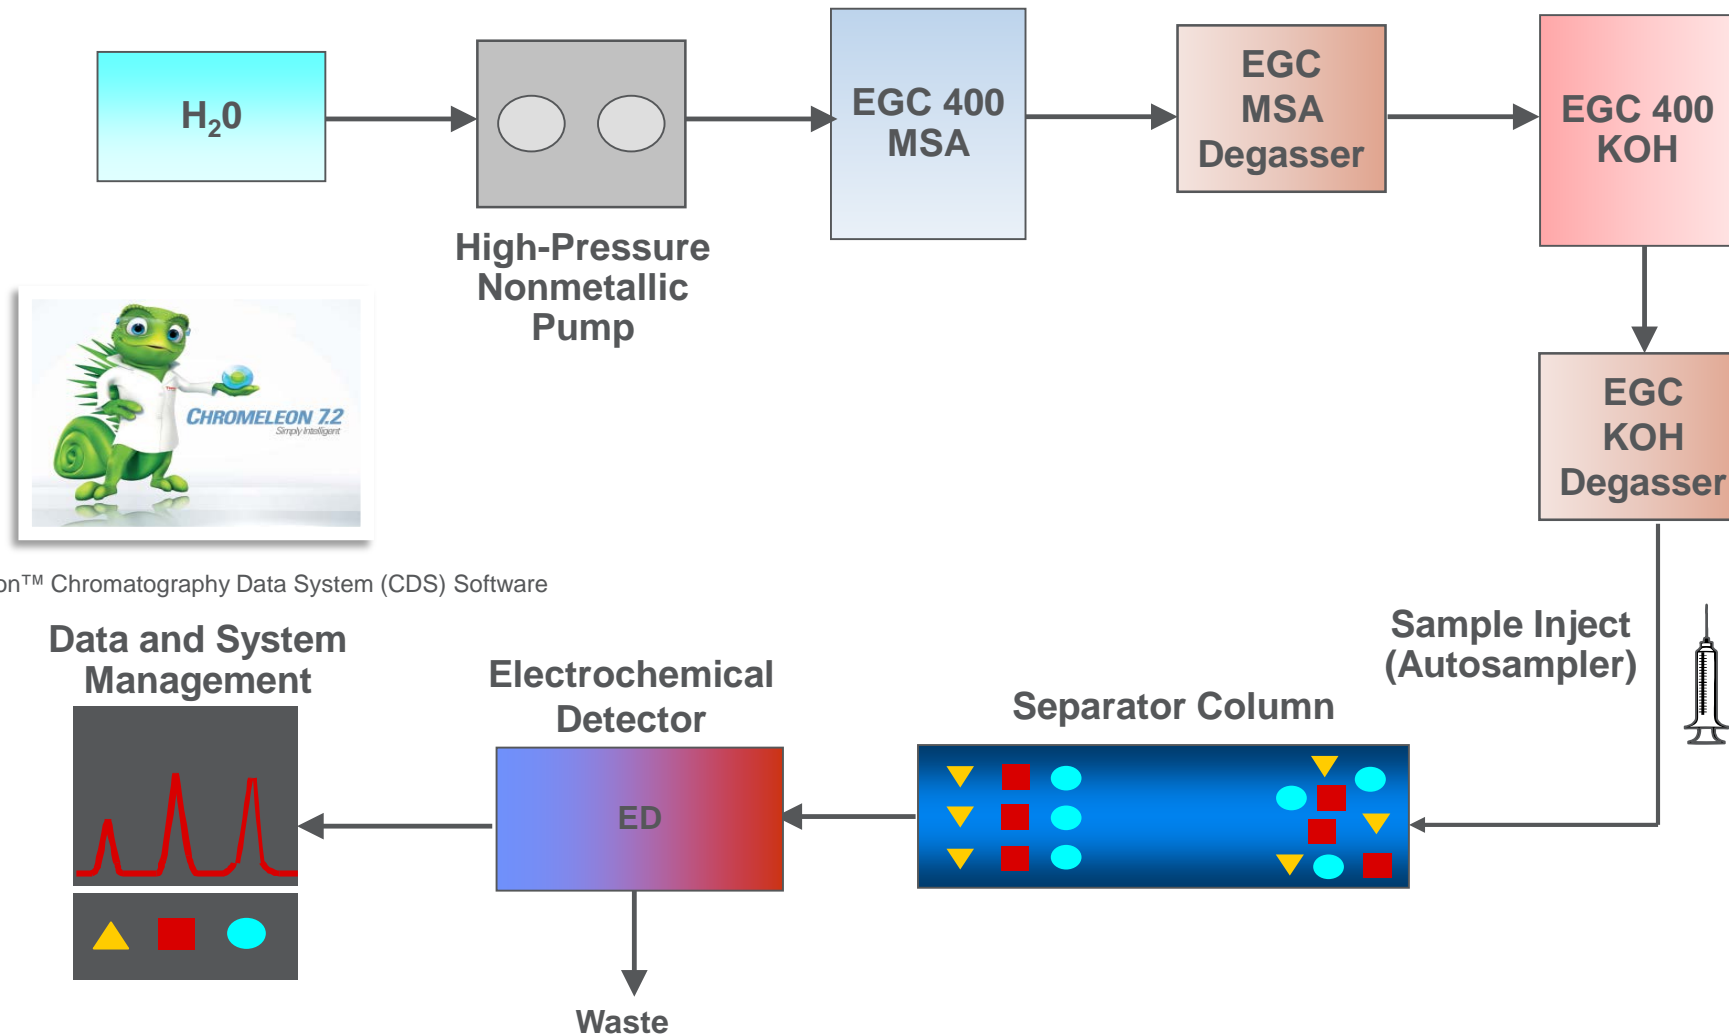 H₂0
High-Pressure
Nonmetallic
Pump
EGC 400
MSA
EGC
MSA
Degasser
EGC 400
KOH
EGC
KOH
Degasser
CHROMELEON 7.2
Simply Intelligent
on™ Chromatography Data System (CDS) Software
Sample Inject
(Autosampler)
Separator Column
Electrochemical
Detector
ED
Waste
Data and System
Management